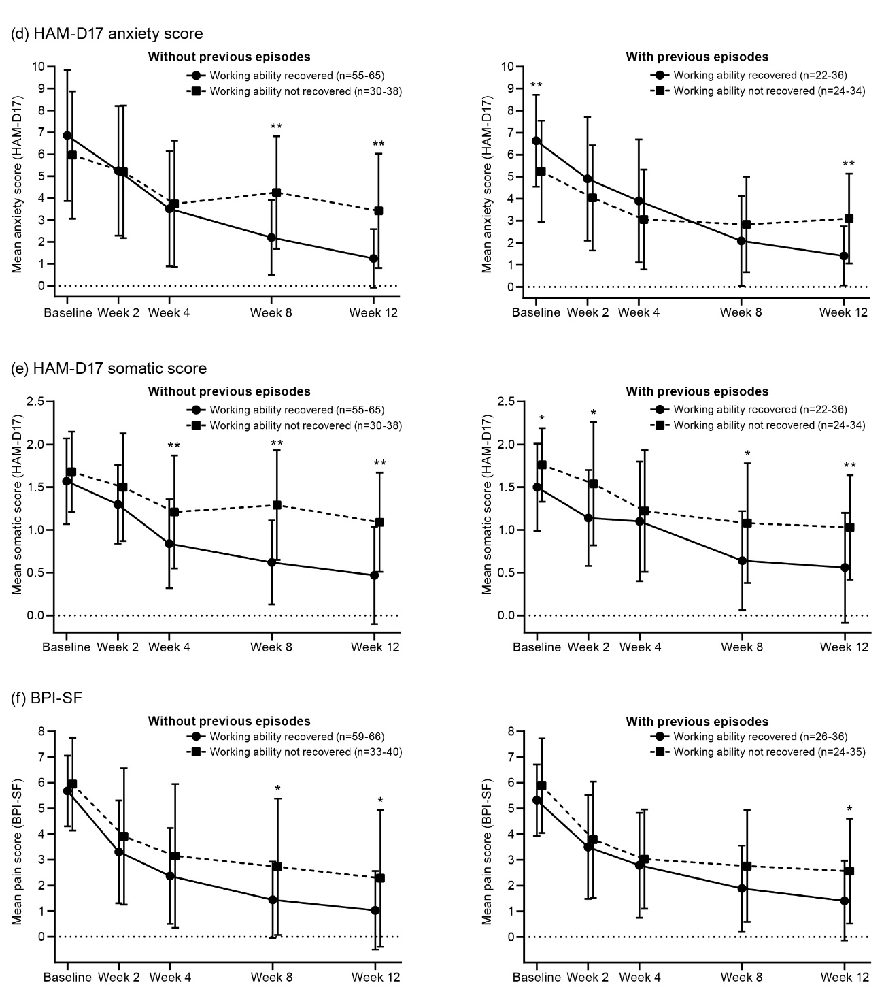 (d) HAM-D17 anxiety score
Without previous episodes
Working ability recovered (n=55-65)
Working ability not recovered (n=30-38)
Mean anxiety score (HAM-D17)
10
9
8
7
6
5
4
3
2
1
0
**
**
Baseline Week 2 Week 4 Week 8 Week 12
With previous episodes
Working ability recovered (n=22-36)
Working ability not recovered (n=24-34)
Mean anxiety score (HAM-D17)
10
9
8
7
6
5
4
3
2
1
0
**
**
Baseline Week 2 Week 4 Week 8 Week 12
(e) HAM-D17 somatic score
Without previous episodes
Working ability recovered (n=55-65)
Working ability not recovered (n=30-38)
Mean somatic score (HAM-D17)
2.5
2.0
1.5
1.0
0.5
0.0
**
**
**
Baseline Week 2 Week 4 Week 8 Week 12
With previous episodes
Working ability recovered (n=22-36)
Working ability not recovered (n=24-34)
Mean somatic score (HAM-D17)
2.5
2.0
1.5
1.0
0.5
0.0
*
*
*
**
Baseline Week 2 Week 4 Week 8 Week 12
(f) BPI-SF
Without previous episodes
Working ability recovered (n=59-66)
Working ability not recovered (n=33-40)
Mean pain score (BPI-SF)
8
7
6
5
4
3
2
1
0
*
*
Baseline Week 2 Week 4 Week 8 Week 12
With previous episodes
Working ability recovered (n=26-36)
Working ability not recovered (n=24-35)
Mean pain score (BPI-SF)
8
7
6
5
4
3
2
1
0
*
Baseline Week 2 Week 4 Week 8 Week 12